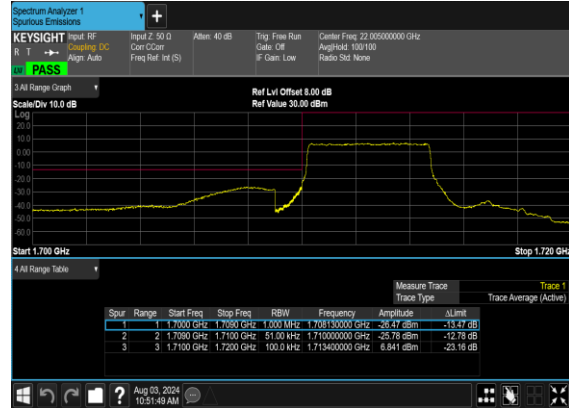 Spectrum Analyzer 1
Spurious Emissions
+
KEYSIGHT Input: RF Input Z: 50 Ω Atten: 40 dB Trig: Free Run Center Freq: 22.005000000 GHz
R T Coupling: DC Corr CCorr Gate: Off Avg|Hold: 100/100
Align: Auto Freq Ref: Int (S) IF Gain: Low Radio Std: None
PASS
3 All Range Graph
Ref Lvl Offset 8.00 dB
Scale/Div 10.0 dB Ref Value 30.00 dBm
Log
20.0
10.0
0.00
-10.0
-20.0
-30.0
-40.0
-50.0
-60.0
Start 1.700 GHz Stop 1.720 GHz
4 All Range Table
Measure Trace Trace 1
Trace Type Trace Average (Active)
Spur Range Start Freq Stop Freq RBW Frequency Amplitude ΔLimit
1 1 1.7000 GHz 1.7090 GHz 1.000 MHz 1.708130000 GHz -26.47 dBm -13.47 dB
2 2 1.7090 GHz 1.7100 GHz 51.00 kHz 1.710000000 GHz -25.78 dBm -12.78 dB
3 3 1.7100 GHz 1.7200 GHz 100.0 kHz 1.713400000 GHz 6.841 dBm -23.16 dB
? Aug 03, 2024
10:51:49 AM